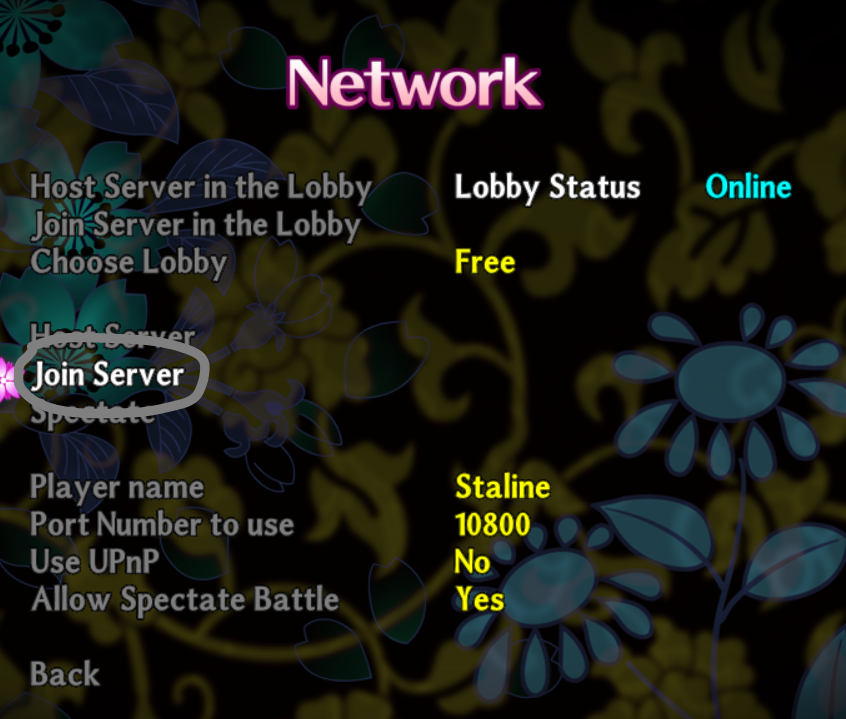 Network
Host Server in the Lobby Lobby Status Online
Join Server in the Lobby
Choose Lobby Free
Host Server
Join Server
Spectate
Player name Staline
Port Number to use 10800
Use UPnP No
Allow Spectate Battle Yes
Back